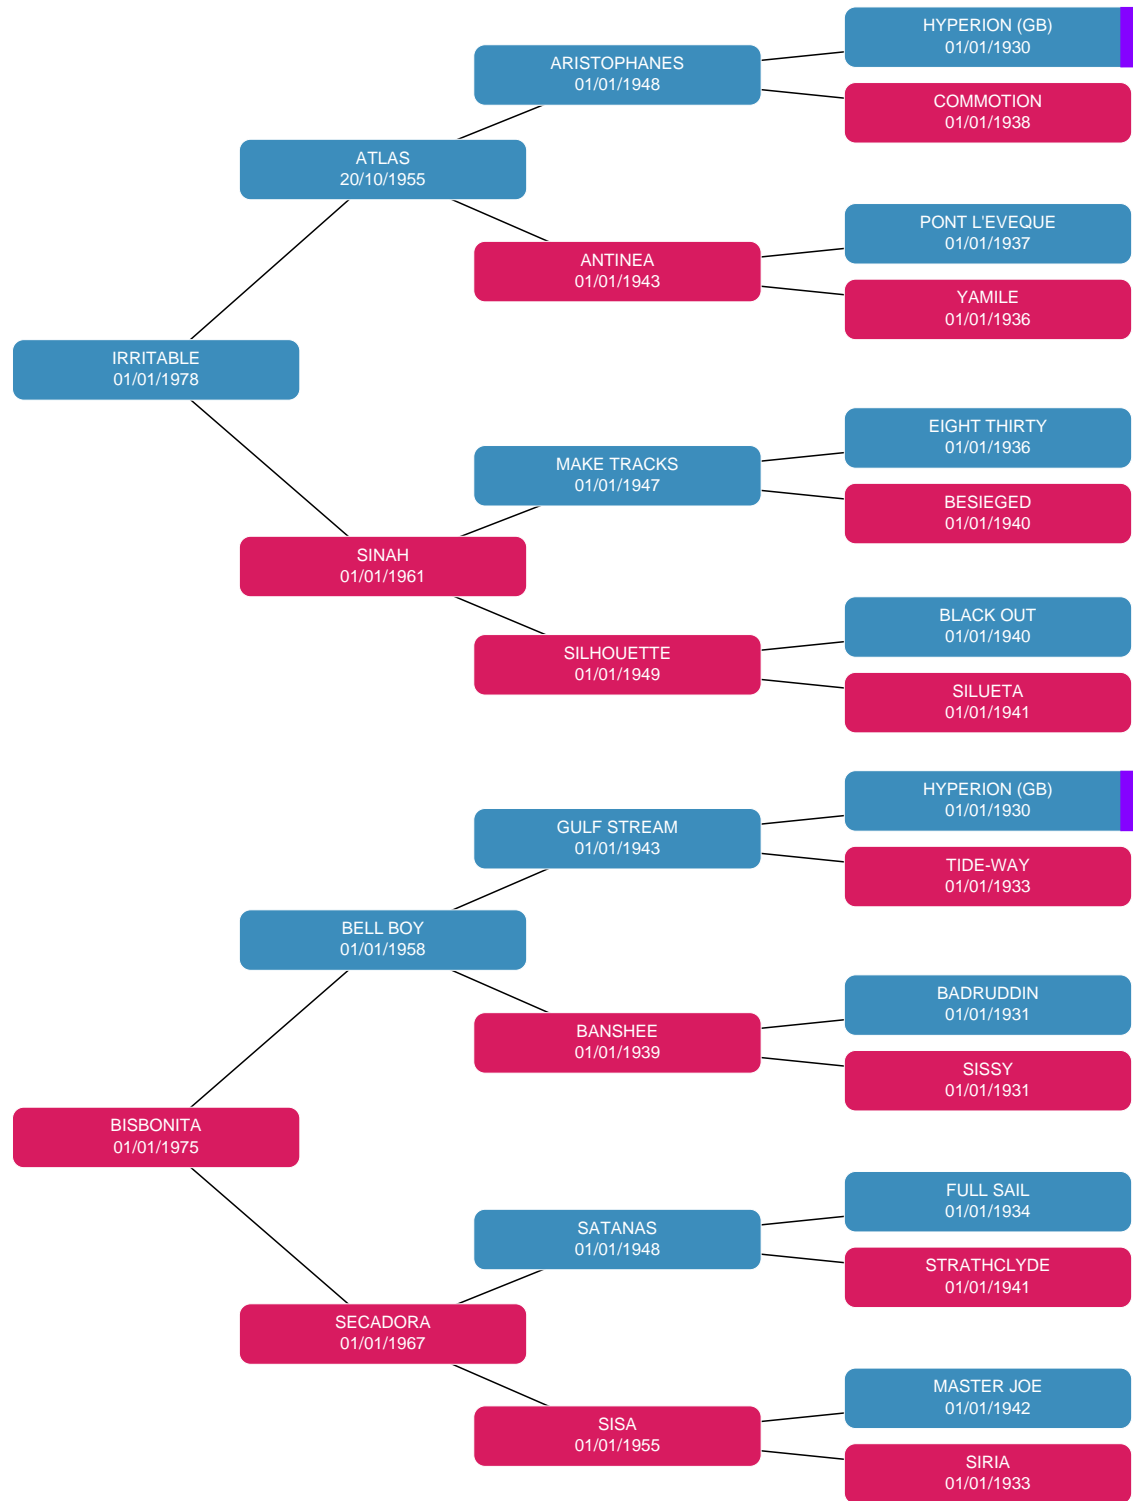 HYPERION (GB)
01/01/1930
ARISTOPHANES
01/01/1948
COMMOTION
01/01/1938
ATLAS
20/10/1955
PONT L'EVEQUE
01/01/1937
ANTINEA
01/01/1943
YAMILE
01/01/1936
IRRITABLE
01/01/1978
EIGHT THIRTY
01/01/1936
MAKE TRACKS
01/01/1947
BESIEGED
01/01/1940
SINAH
01/01/1961
BLACK OUT
01/01/1940
SILHOUETTE
01/01/1949
SILUETA
01/01/1941
HYPERION (GB)
01/01/1930
GULF STREAM
01/01/1943
TIDE-WAY
01/01/1933
BELL BOY
01/01/1958
BADRUDDIN
01/01/1931
BANSHEE
01/01/1939
SISSY
01/01/1931
BISBONITA
01/01/1975
FULL SAIL
01/01/1934
SATANAS
01/01/1948
STRATHCLYDE
01/01/1941
SECADORA
01/01/1967
MASTER JOE
01/01/1942
SISA
01/01/1955
SIRIA
01/01/1933